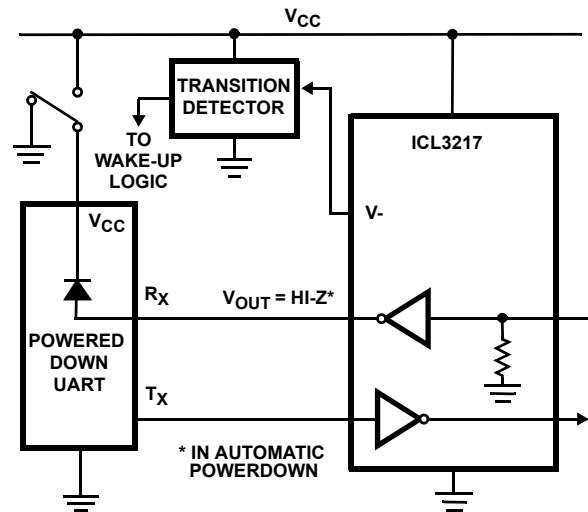 VCC
TRANSITION
DETECTOR
TO
WAKE-UP
LOGIC
ICL3217
V-
VCC
RX
VOUT = HI-Z*
POWERED
DOWN
UART
TX
* IN AUTOMATIC
POWERDOWN